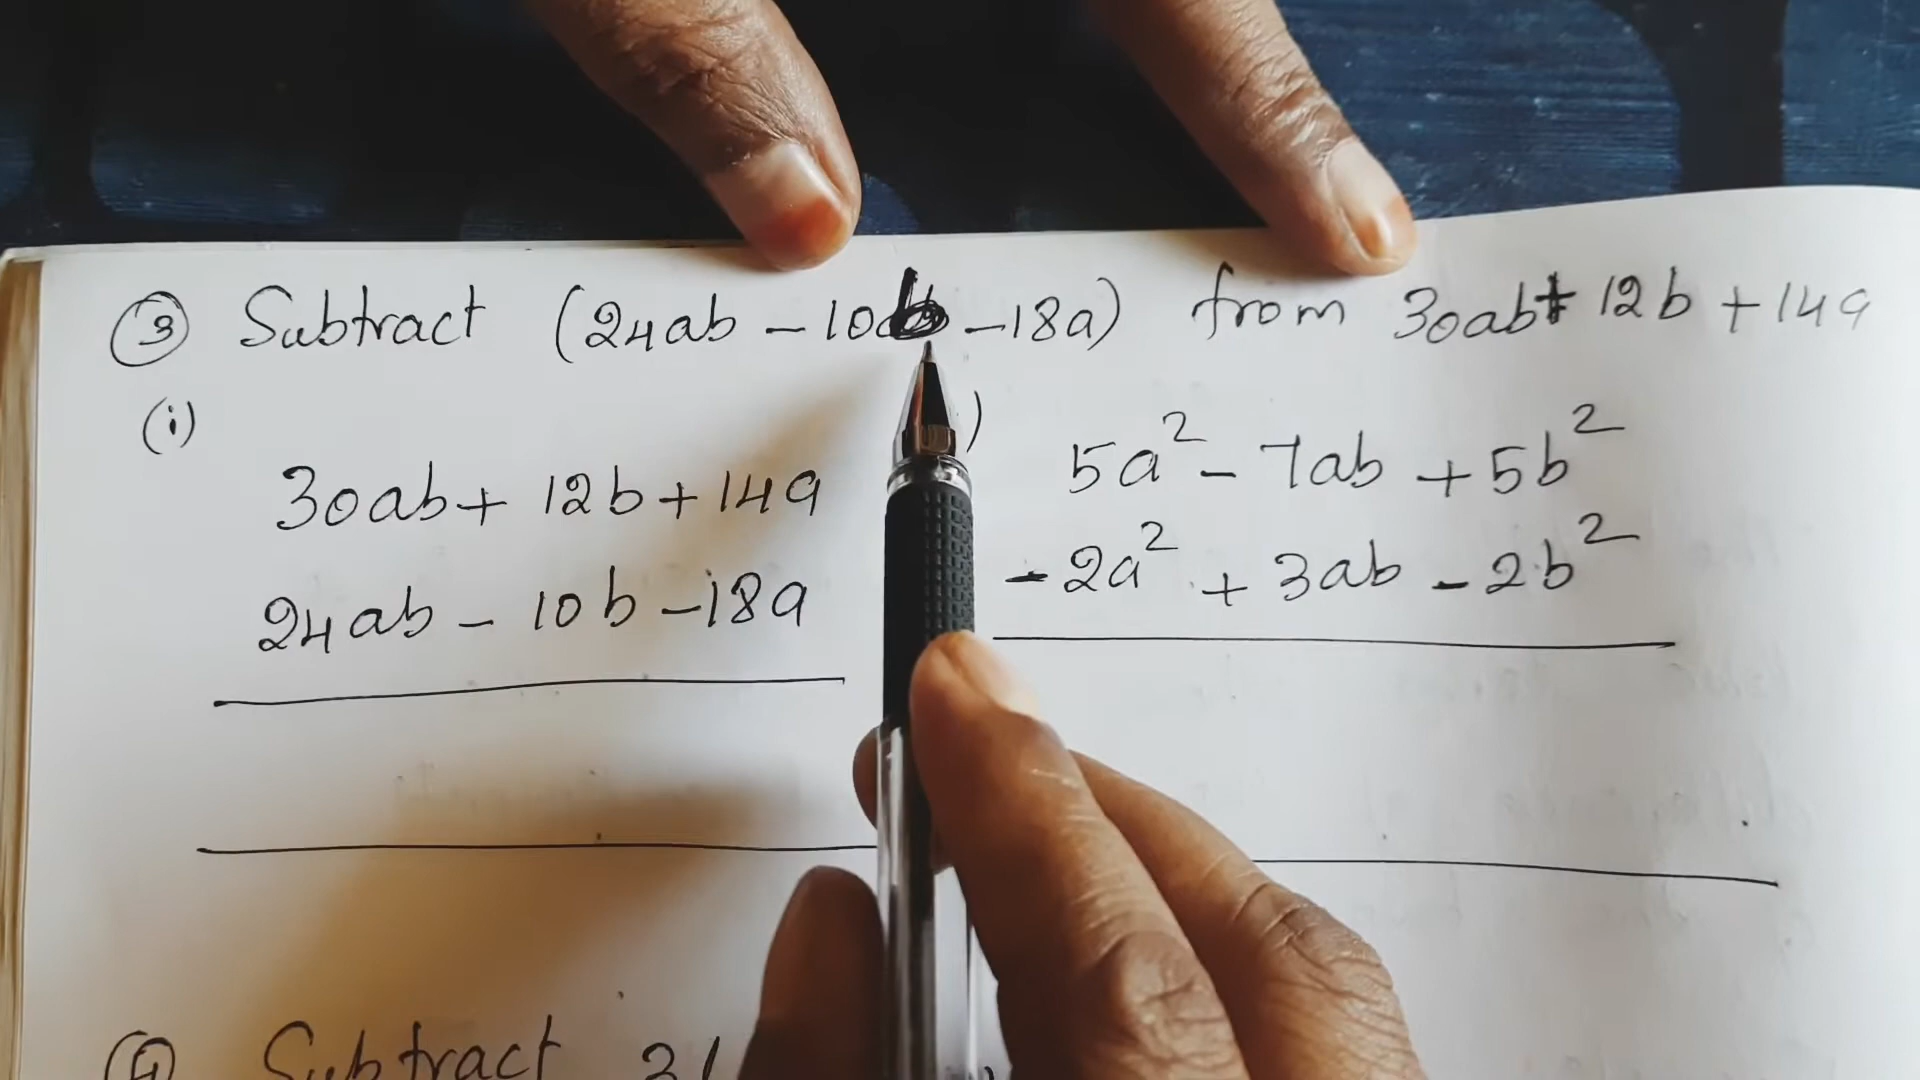 ③ Subtract (24ab - 10b - 18a) from 30ab + 12b + 14a
(i)
30ab + 12b + 14a
24ab - 10b - 18a
)
5a² - 7ab + 5b²
- 2a² + 3ab - 2b²
④ Subtract